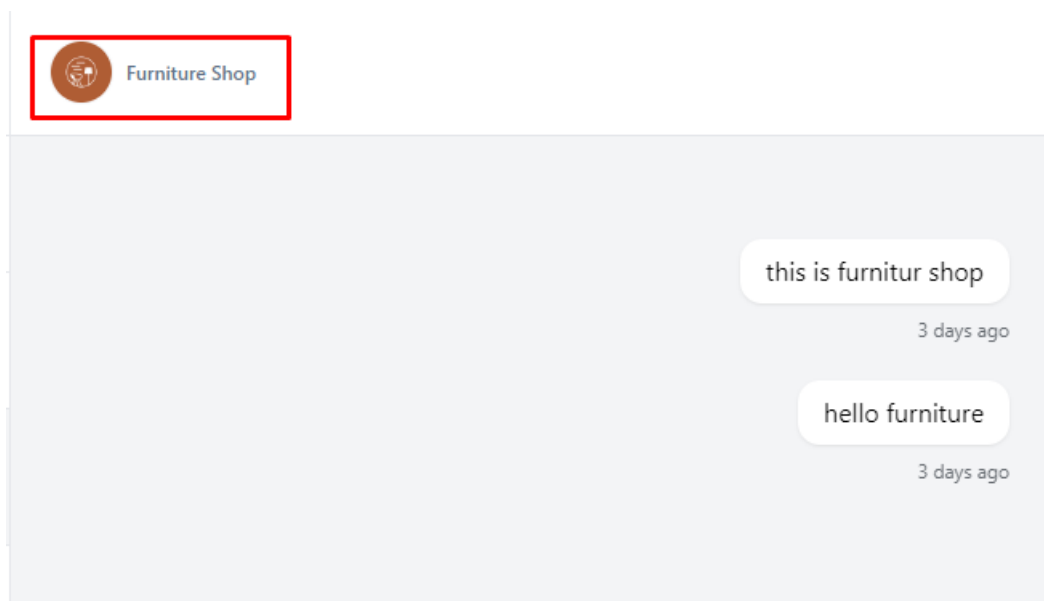 Furniture Shop
this is furnitur shop
3 days ago
hello furniture
3 days ago